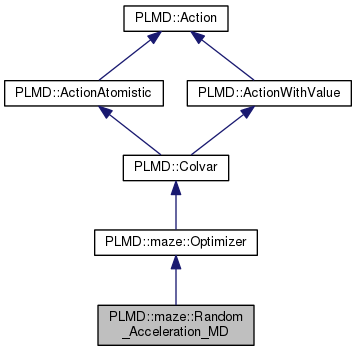 PLMD::Action
PLMD::ActionAtomistic
PLMD::ActionWithValue
PLMD::Colvar
PLMD::maze::Optimizer
PLMD::maze::Random
_Acceleration_MD